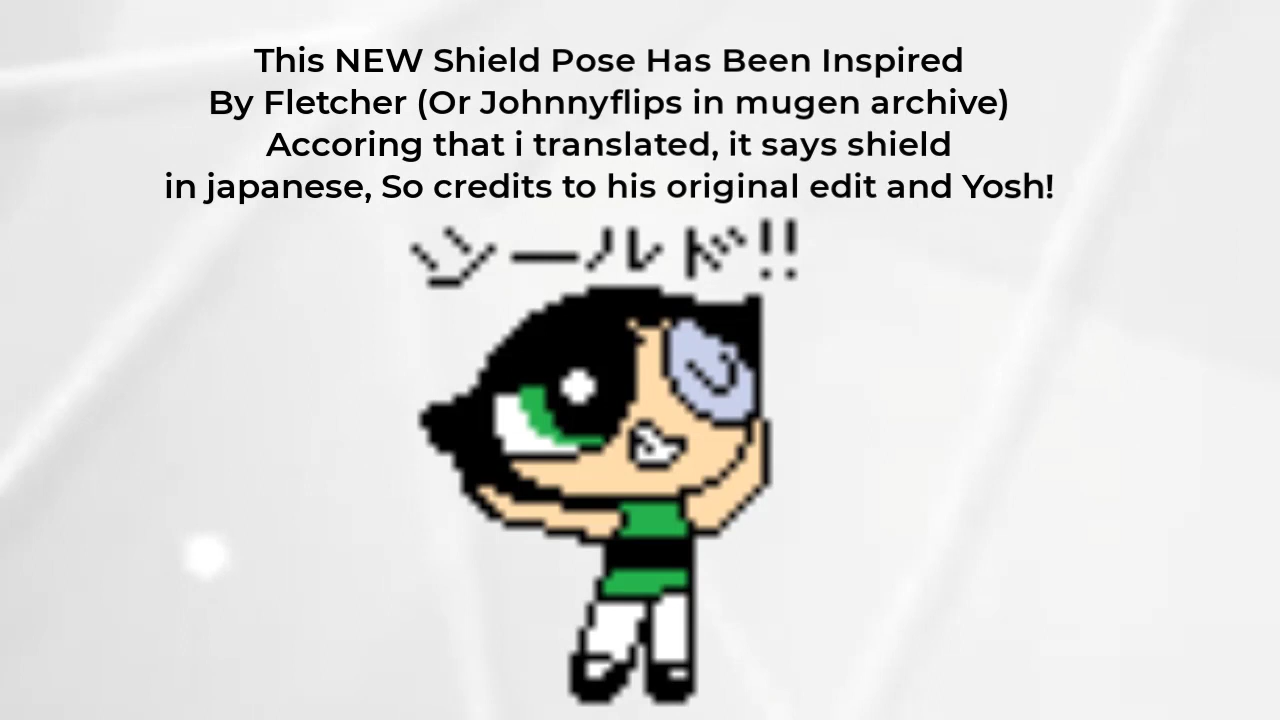 This NEW Shield Pose Has Been Inspired
By Fletcher (Or Johnnyflips in mugen archive)
Accoring that i translated, it says shield
in japanese, So credits to his original edit and Yosh!
シールド!!